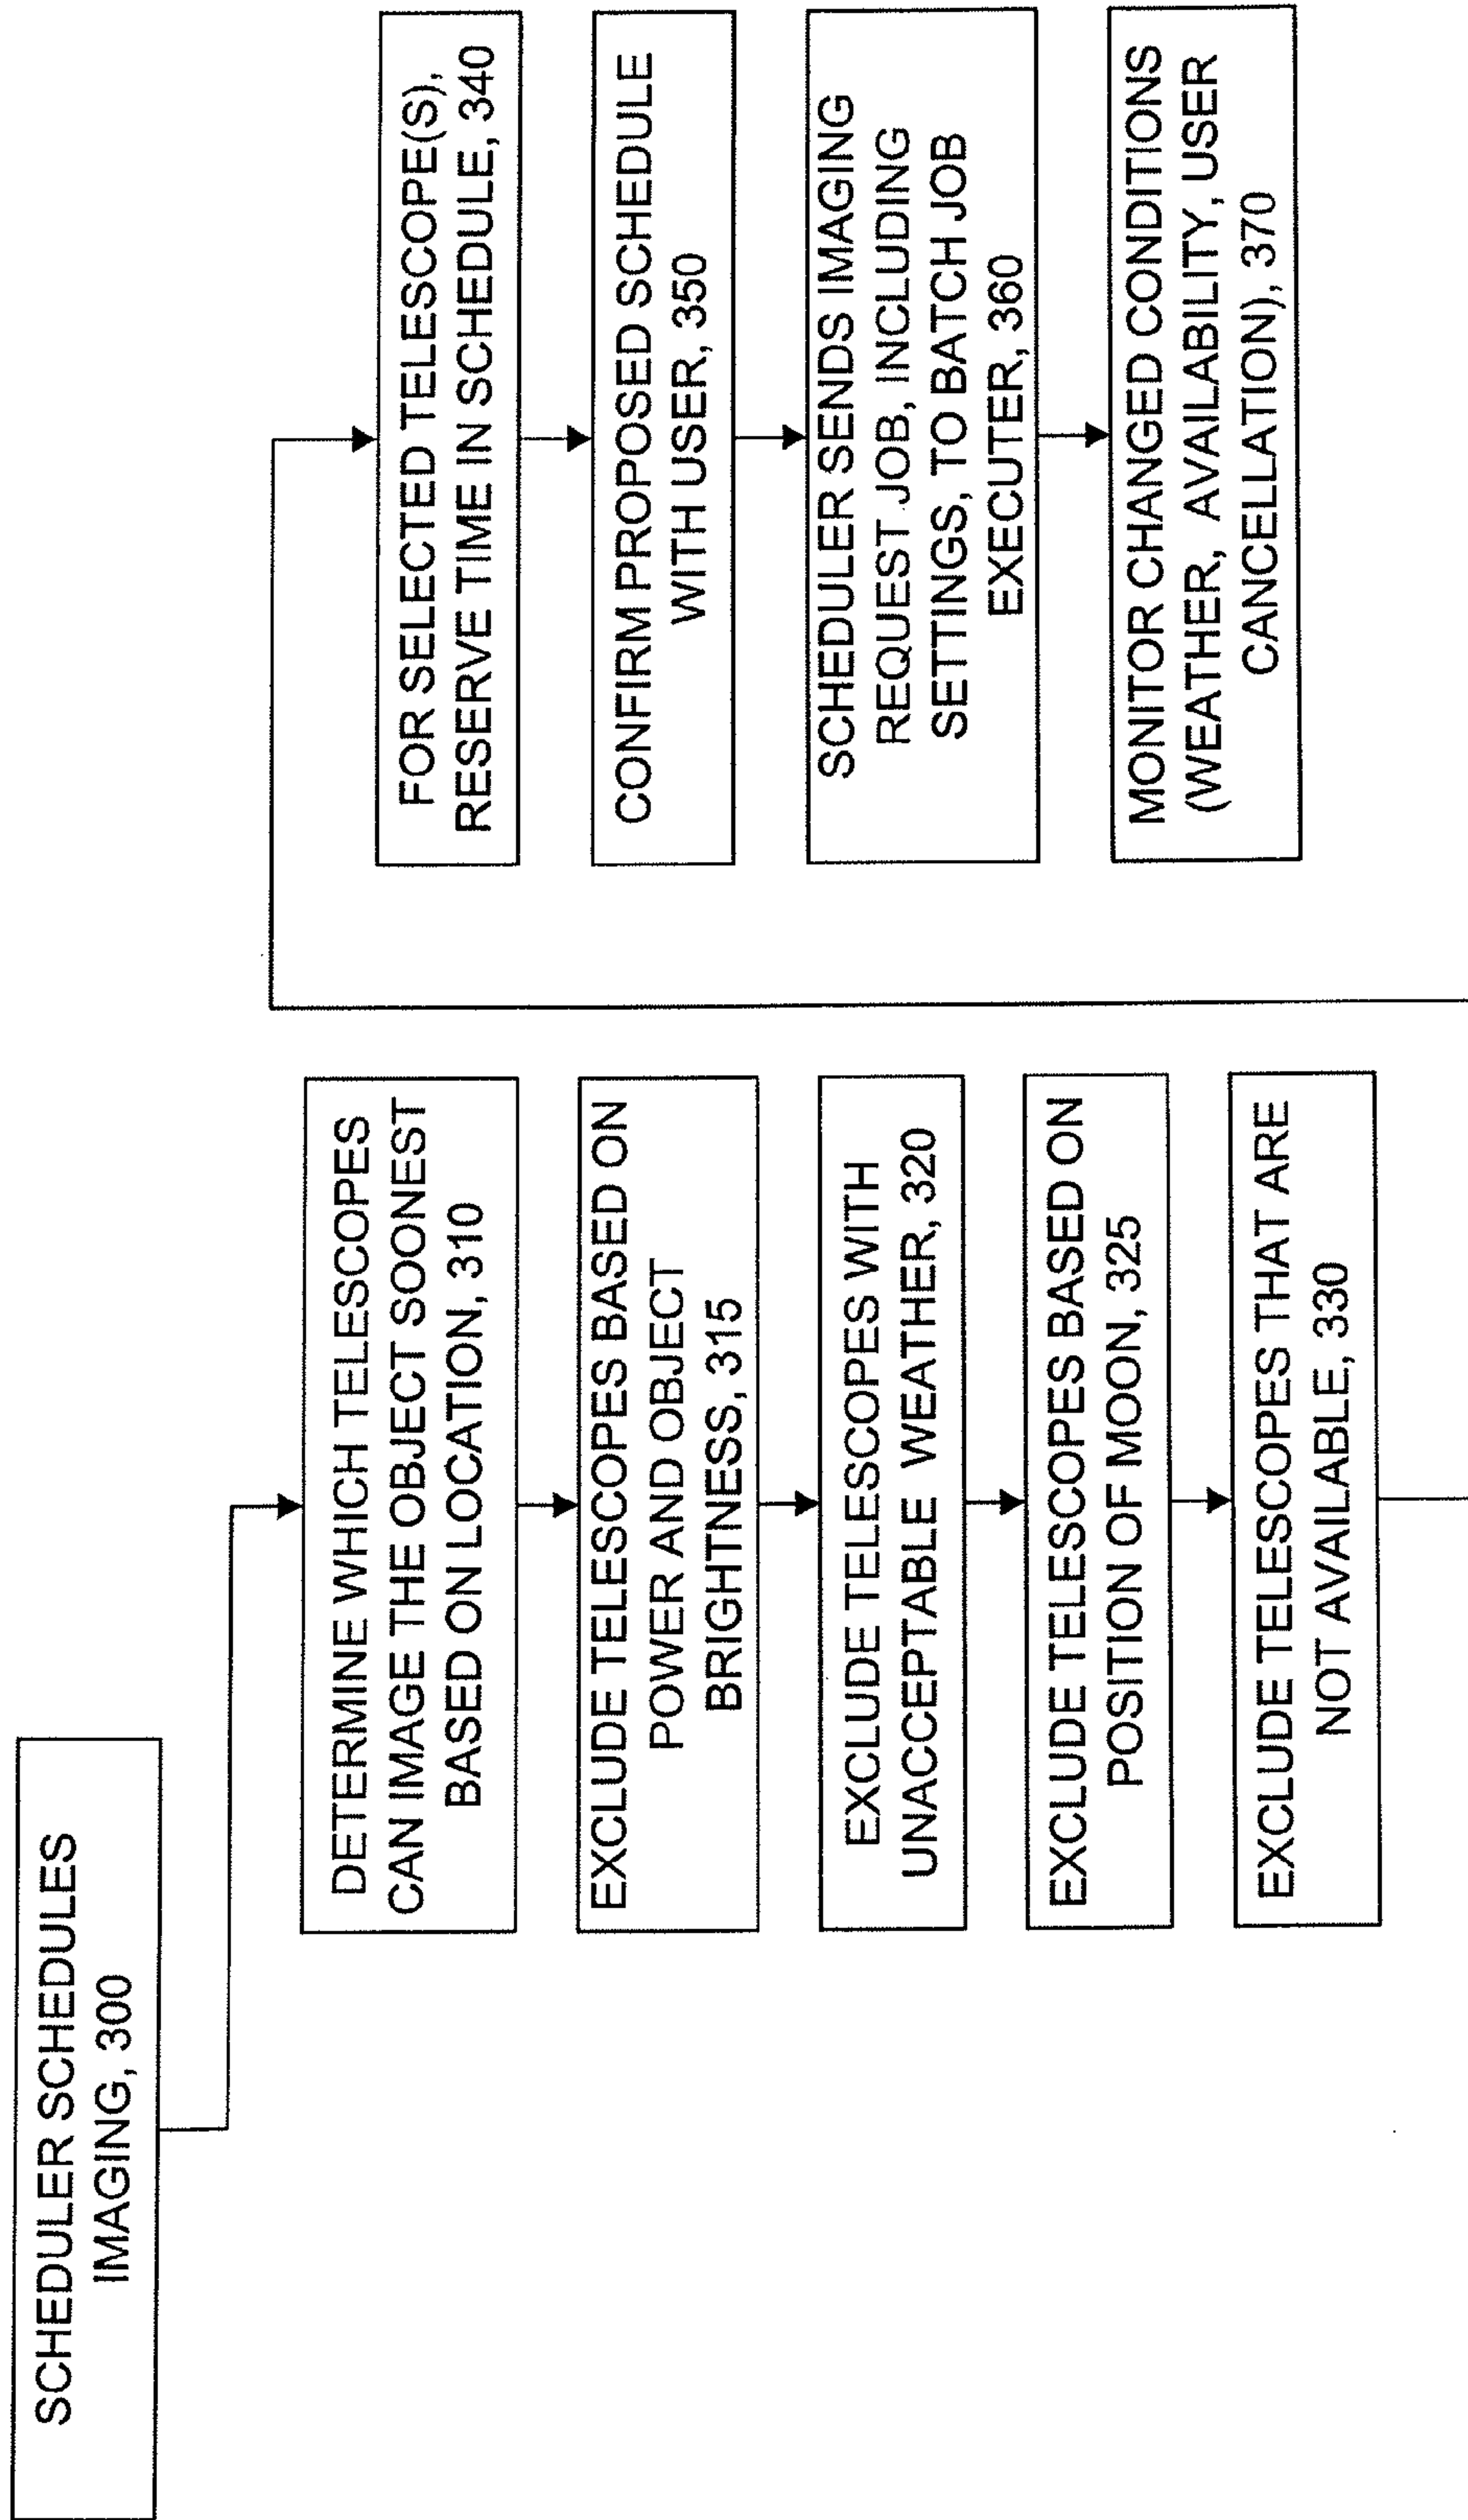 SCHEDULER SCHEDULES
IMAGING, 300
DETERMINE WHICH TELESCOPES
CAN IMAGE THE OBJECT SOONEST
BASED ON LOCATION, 310
EXCLUDE TELESCOPES BASED ON
POWER AND OBJECT
BRIGHTNESS, 315
EXCLUDE TELESCOPES WITH
UNACCEPTABLE WEATHER, 320
EXCLUDE TELESCOPES BASED ON
POSITION OF MOON, 325
EXCLUDE TELESCOPES THAT ARE
NOT AVAILABLE, 330
FOR SELECTED TELESCOPE(S),
RESERVE TIME IN SCHEDULE, 340
CONFIRM PROPOSED SCHEDULE
WITH USER, 350
SCHEDULER SENDS IMAGING
REQUEST JOB, INCLUDING
SETTINGS, TO BATCH JOB
EXECUTER, 360
MONITOR CHANGED CONDITIONS
(WEATHER, AVAILABILITY, USER
CANCELLATION), 370